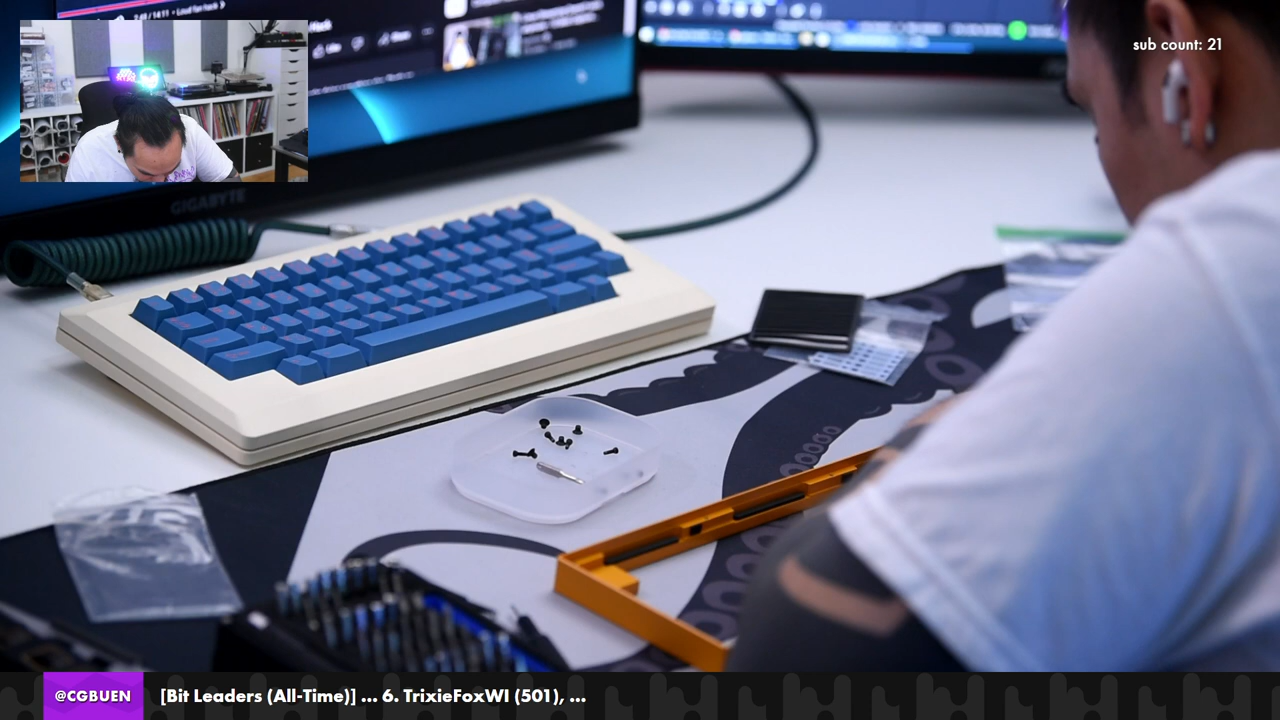 sub count: 21
GIGABYTE
@CGBUEN
[Bit Leaders (All-Time)] ... 6. TrixieFoxWI (501), ...